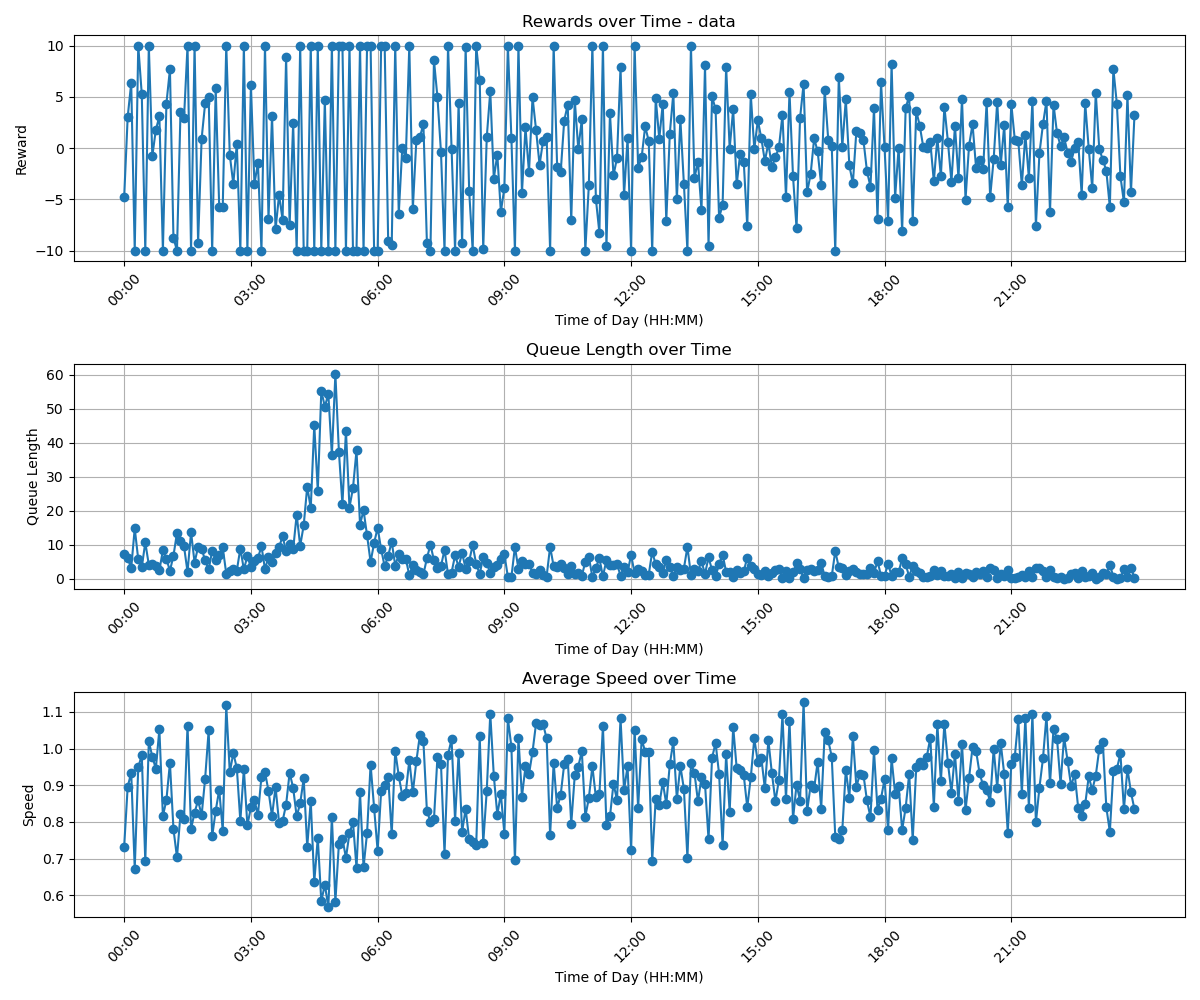 Rewards over Time - data
10
5
0
−5
−10
Reward
00:00 03:00 06:00 09:00 12:00 15:00 18:00 21:00
Time of Day (HH:MM)
Queue Length over Time
60
50
40
30
20
10
0
Queue Length
00:00 03:00 06:00 09:00 12:00 15:00 18:00 21:00
Time of Day (HH:MM)
Average Speed over Time
1.1
1.0
0.9
0.8
0.7
0.6
Speed
00:00 03:00 06:00 09:00 12:00 15:00 18:00 21:00
Time of Day (HH:MM)